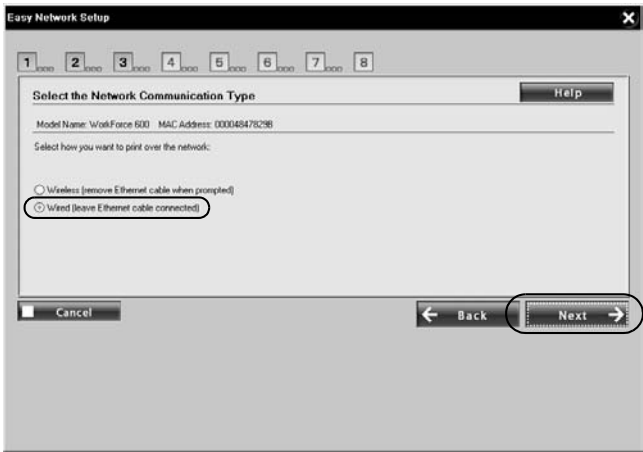 Easy Network Setup
1 2 3 4 5 6 7 8
Select the Network Communication Type
Help
Model Name: WorkForce 600 MAC Address: 00004847829B
Select how you want to print over the network:
Wireless (remove Ethernet cable when prompted)
Wired (leave Ethernet cable connected)
Cancel
Back
Next